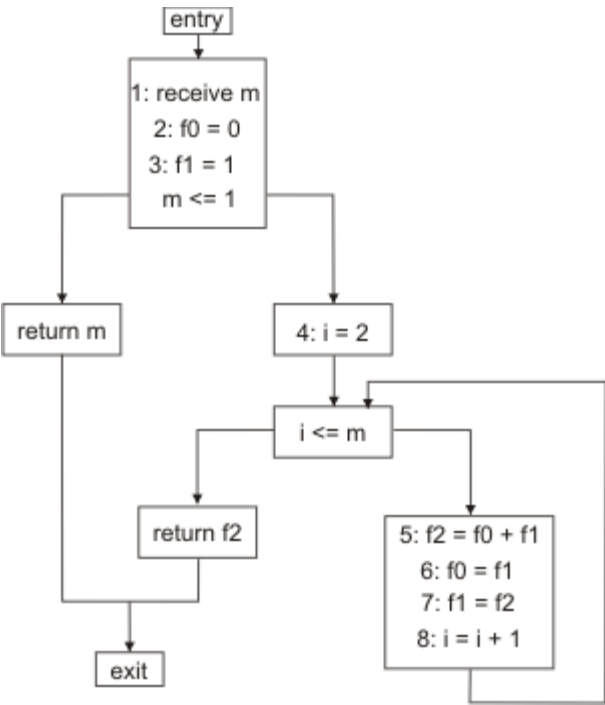 entry
1: receive m
2: f0 = 0
3: f1 = 1
m <= 1
return m
4: i = 2
i <= m
return f2
5: f2 = f0 + f1
6: f0 = f1
7: f1 = f2
8: i = i + 1
exit